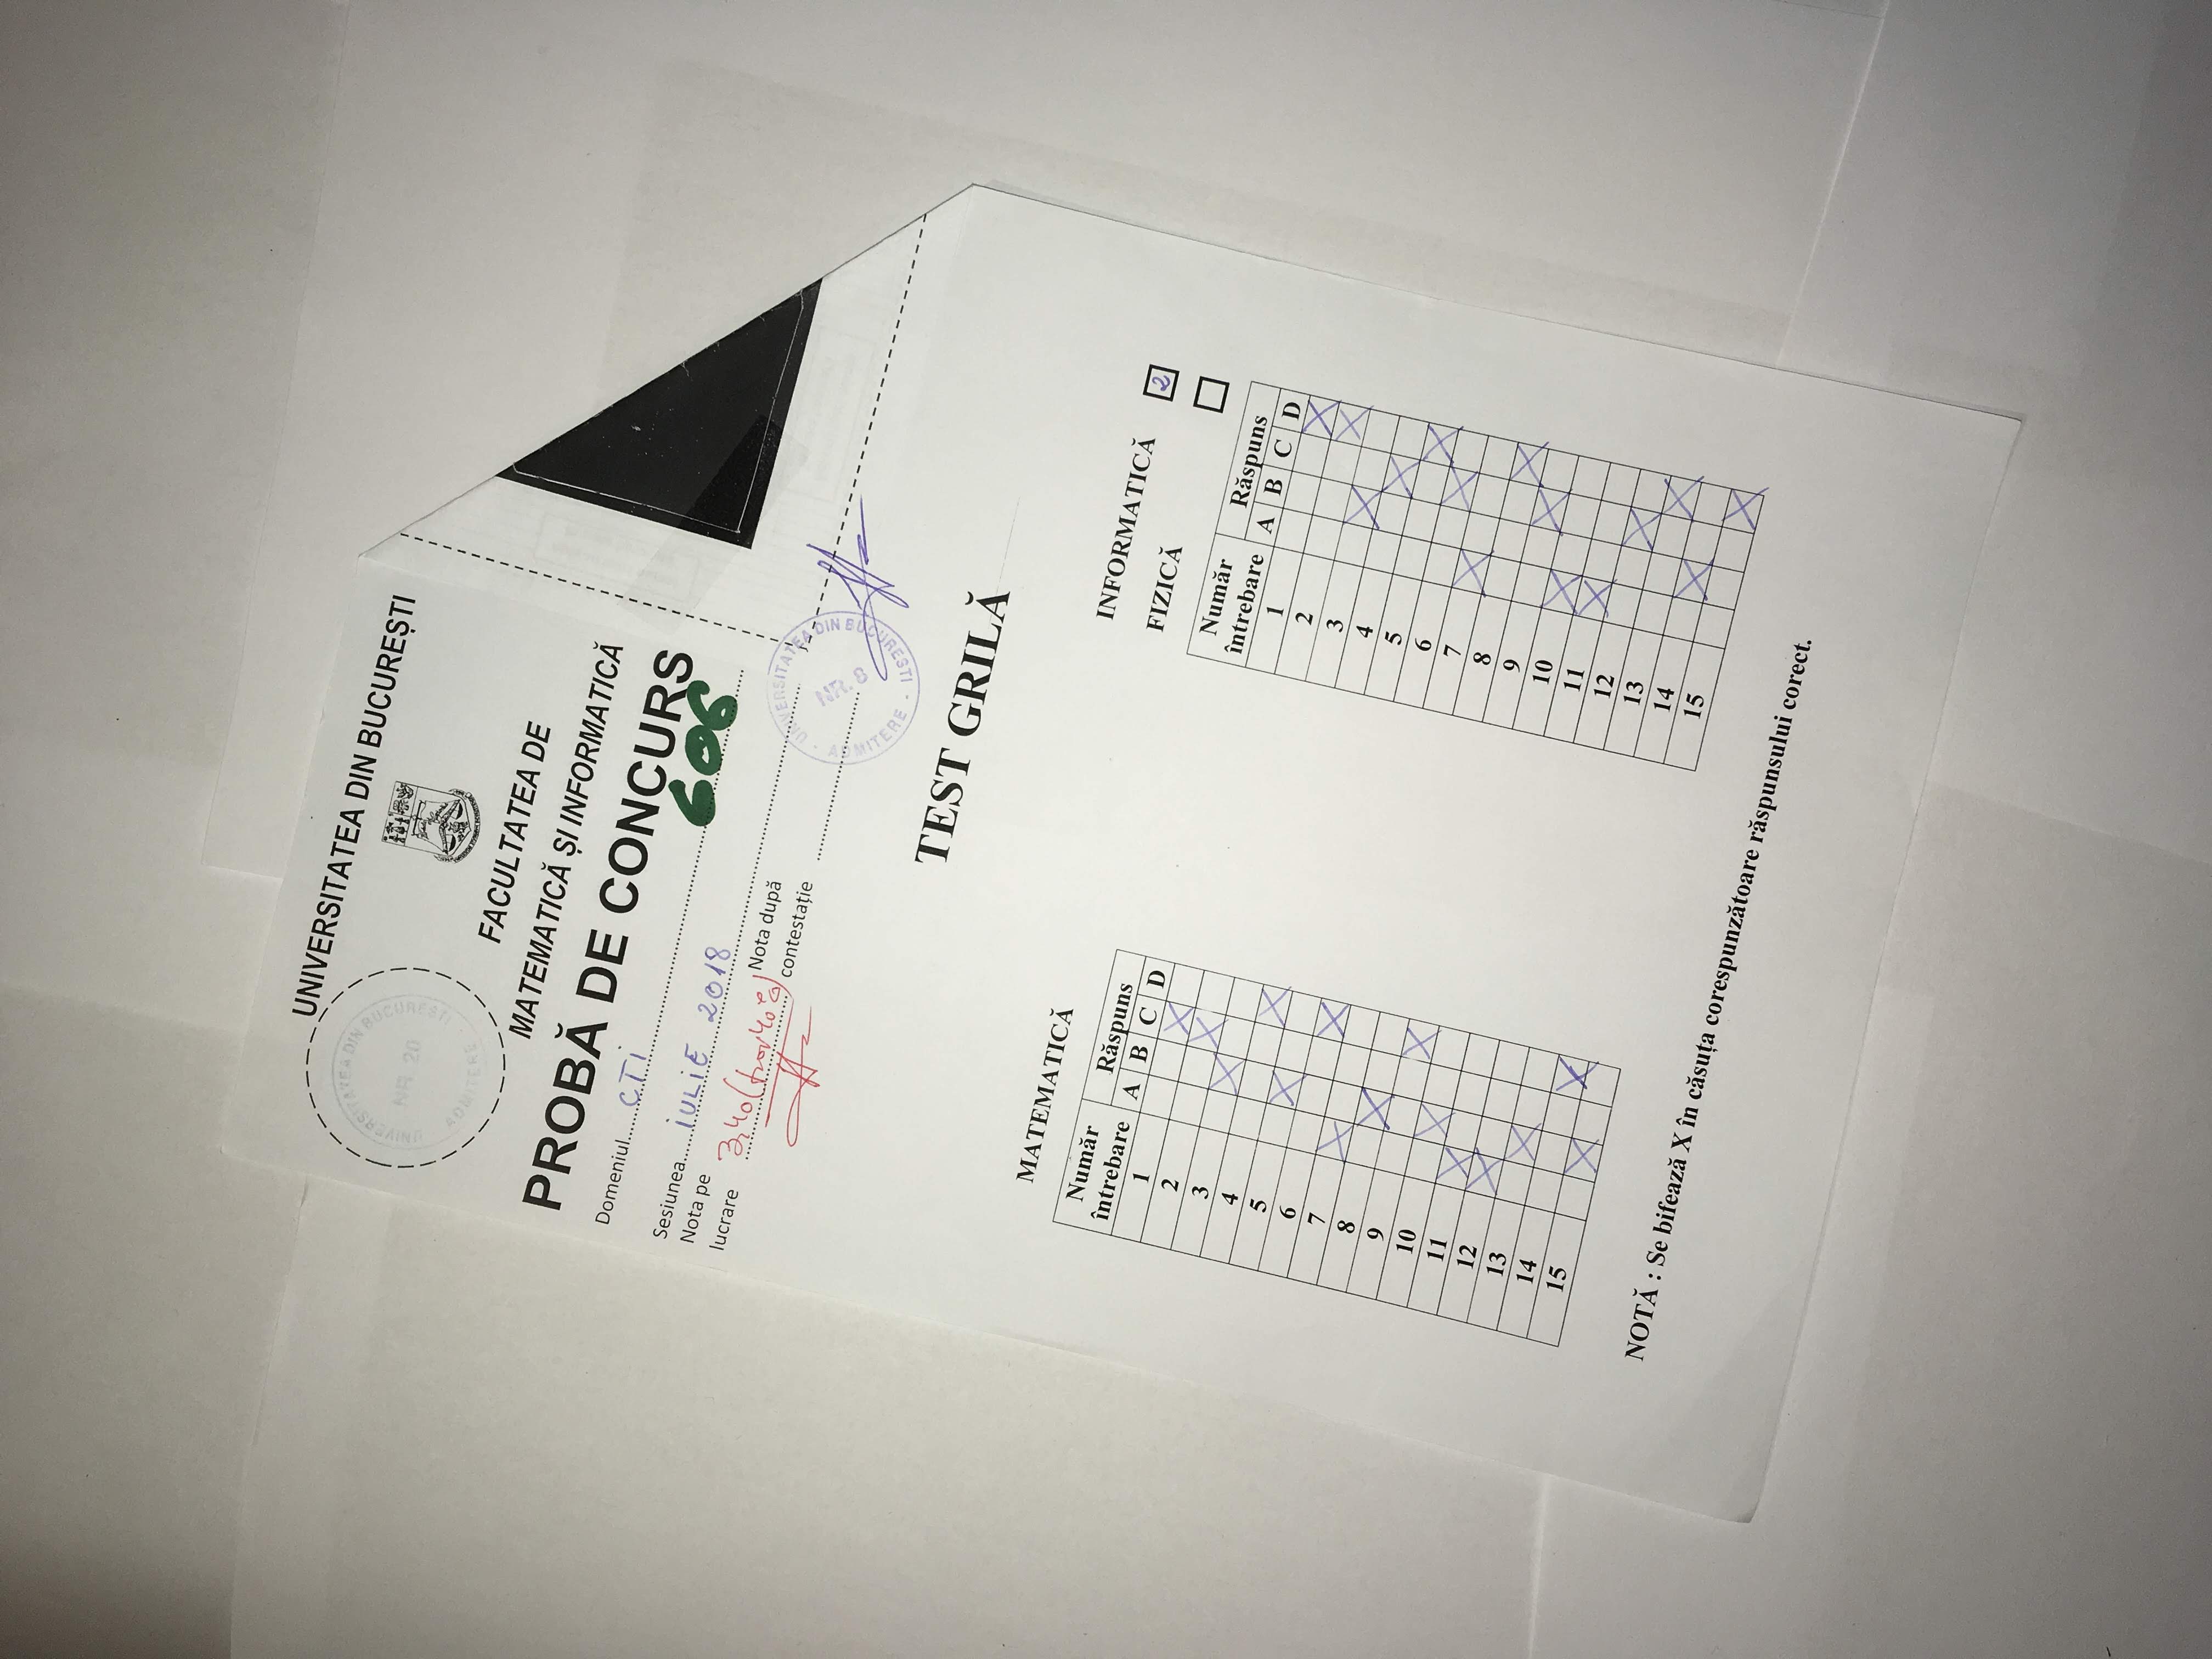 UNIVERSITATEA DIN BUCUREȘTI
UNIVERSITATEA DIN BUCUREȘTI
NR 20
ADMITERE
FACULTATEA DE
MATEMATICĂ ȘI INFORMATICĂ
PROBĂ DE CONCURS
Domeniul CTI
606
Sesiunea IULIE 2018
Nota pe lucrare 3,40 (trei 40%)
Nota după contestație
UNIVERSITATEA DIN BUCUREȘTI
NR. 8
ADMITERE
TEST GRILĂ
MATEMATICĂ
Număr întrebare Răspuns
A B C D
1 X
2 X
3 X
4 X
5 X
6 X
7 X
8 X
9 X
10 X
11 X
12 X
13 X
14 X
15 X
INFORMATICĂ 2
FIZICĂ
Număr întrebare Răspuns
A B C D
1 X
2 X
3 X
4 X
5 X
6 X
7 X
8 X
9 X
10 X
11 X
12 X
13 X
14 X
15 X
NOTĂ : Se bifează X în căsuța corespunzătoare răspunsului corect.